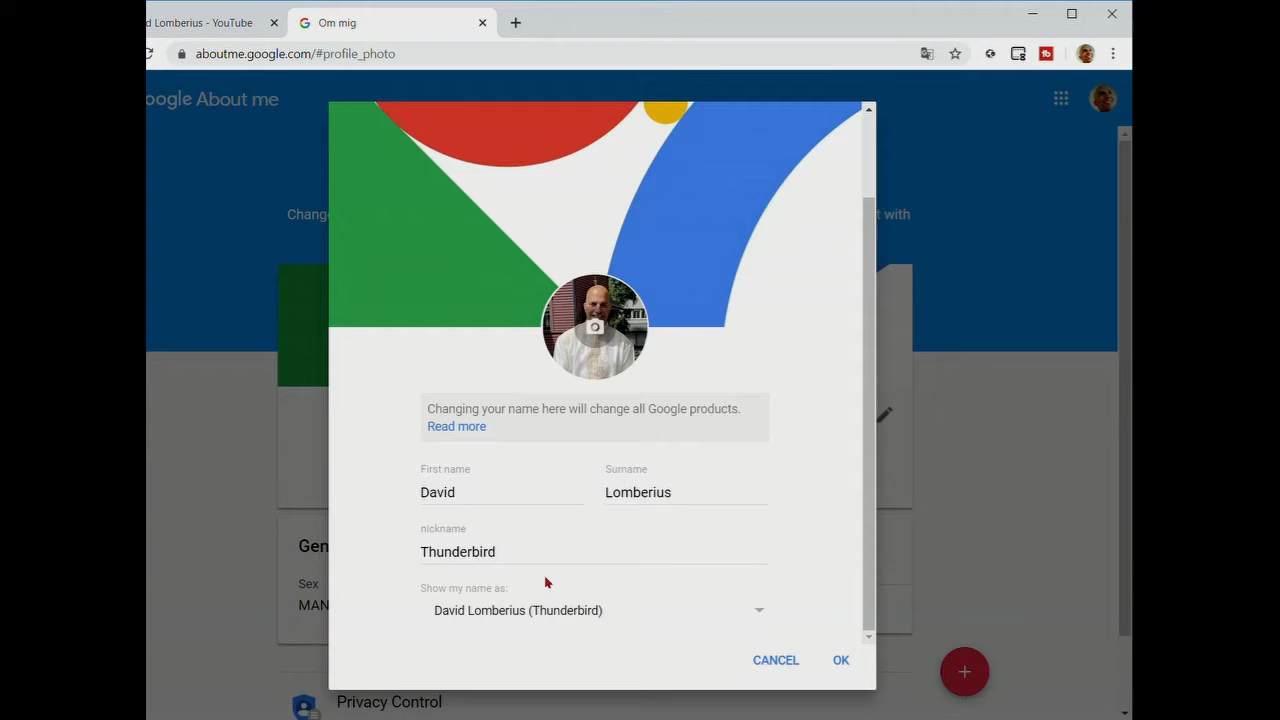 d Lomberius - YouTube
Om mig
aboutme.google.com/#profile_photo
oogle About me
Chang
t with
Changing your name here will change all Google products.
Read more
First name
Surname
David
Lomberius
nickname
Thunderbird
Show my name as:
David Lomberius (Thunderbird)
CANCEL
OK
Gen
Sex
MAN
Privacy Control